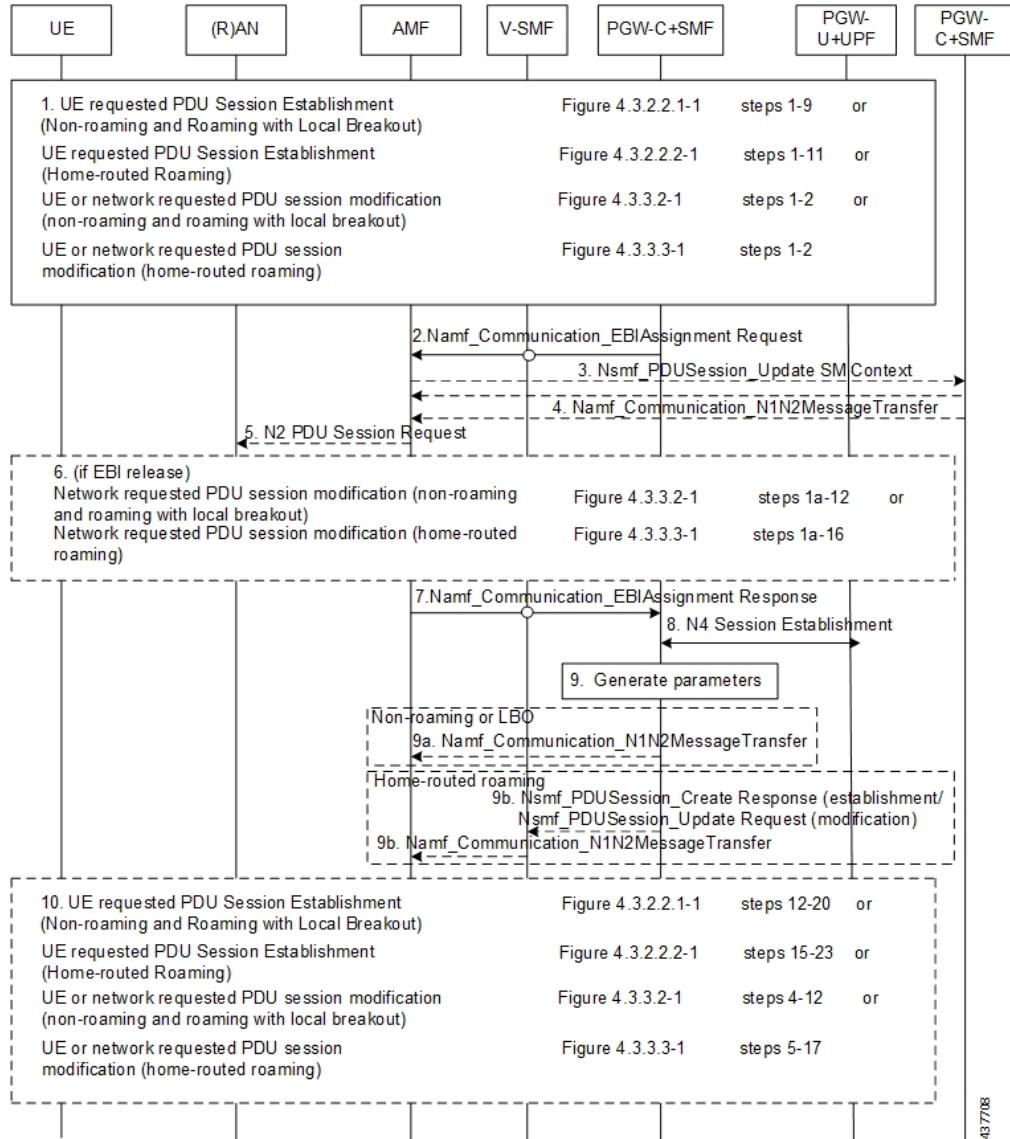 UE
(R)AN
AMF
V-SMF
PGW-C+SMF
PGW-
U+UPF
PGW-
C+SMF
1. UE requested PDU Session Establishment
(Non-roaming and Roaming with Local Breakout)
Figure 4.3.2.2.1-1 steps 1-9 or
UE requested PDU Session Establishment
(Home-routed Roaming)
Figure 4.3.2.2.2-1 steps 1-11 or
UE or network requested PDU session modification
(non-roaming and roaming with local breakout)
Figure 4.3.3.2-1 steps 1-2 or
UE or network requested PDU session
modification (home-routed roaming)
Figure 4.3.3.3-1 steps 1-2
2.Namf_Communication_EBIAssignment Request
3. Nsmf_PDUSession_Update SM Context
4. Namf_Communication_N1N2MessageTransfer
5. N2 PDU Session Request
6. (if EBI release)
Network requested PDU session modification (non-roaming
and roaming with local breakout)
Figure 4.3.3.2-1 steps 1a-12 or
Network requested PDU session modification (home-routed
roaming)
Figure 4.3.3.3-1 steps 1a-16
7.Namf_Communication_EBIAssignment Response
8. N4 Session Establishment
9. Generate parameters
Non-roaming or LBO
9a. Namf_Communication_N1N2MessageTransfer
Home-routed roaming
9b. Nsmf_PDUSession_Create Response (establishment/
Nsmf_PDUSession_Update Request (modification)
9b. Namf_Communication_N1N2MessageTransfer
10. UE requested PDU Session Establishment
(Non-roaming and Roaming with Local Breakout)
Figure 4.3.2.2.1-1 steps 12-20 or
UE requested PDU Session Establishment
(Home-routed Roaming)
Figure 4.3.2.2.2-1 steps 15-23 or
UE or network requested PDU session modification
(non-roaming and roaming with local breakout)
Figure 4.3.3.2-1 steps 4-12 or
UE or network requested PDU session
modification (home-routed roaming)
Figure 4.3.3.3-1 steps 5-17
437708